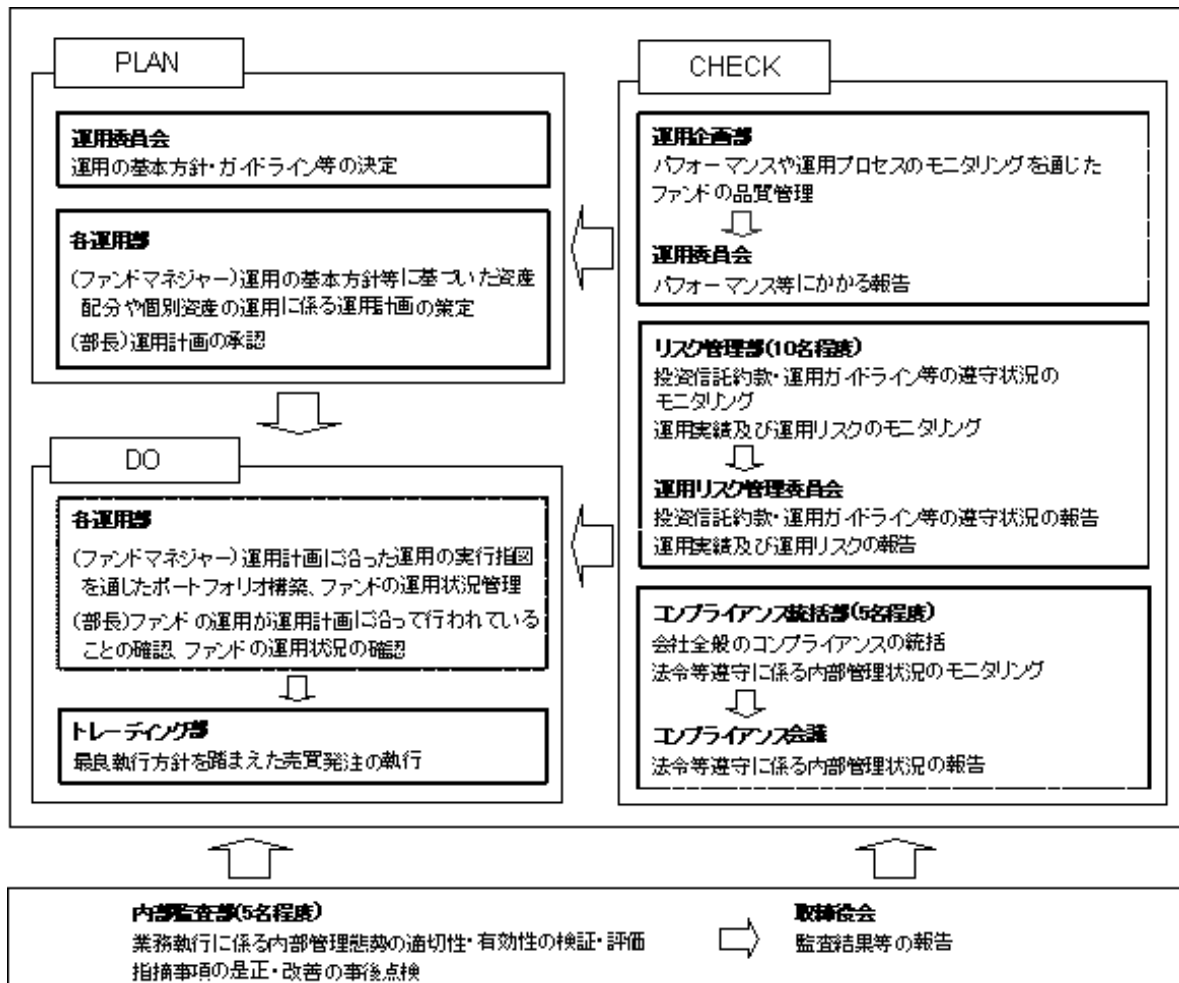 PLAN
運用委員会
運用の基本方針・ガイドライン等の決定
各運用部
(ファンドマネジャー)運用の基本方針等に基づいた資産
配分や個別資産の運用に係る運用計画の策定
(部長)運用計画の承認
DO
各運用部
(ファンドマネジャー)運用計画に沿った運用の実行指図
を通したポートフォリオ構築、ファンドの運用状況管理
(部長)ファンドの運用が運用計画に沿って行われている
ことの確認、ファンドの運用状況の確認
トレーディング部
最良執行方針を踏まえた売買発注の執行
CHECK
運用企画部
パフォーマンスや運用プロセスのモニタリングを通じた
ファンドの品質管理
運用委員会
パフォーマンス等にかかる報告
リスク管理部(10名程度)
投資信託約款・運用ガイドライン等の遵守状況の
モニタリング
運用実績及び運用リスクのモニタリング
運用リスク管理委員会
投資信託約款・運用ガイドライン等の遵守状況の報告
運用実績及び運用リスクの報告
コンプライアンス統括部(5名程度)
会社全般のコンプライアンスの統括
法令等遵守に係る内部管理状況のモニタリング
コンプライアンス会議
法令等遵守に係る内部管理状況の報告
内部監査部(5名程度)
業務執行に係る内部管理態勢の適切性・有効性の検証・評価
指摘事項の是正・改善の事後点検
取締役会
監査結果等の報告